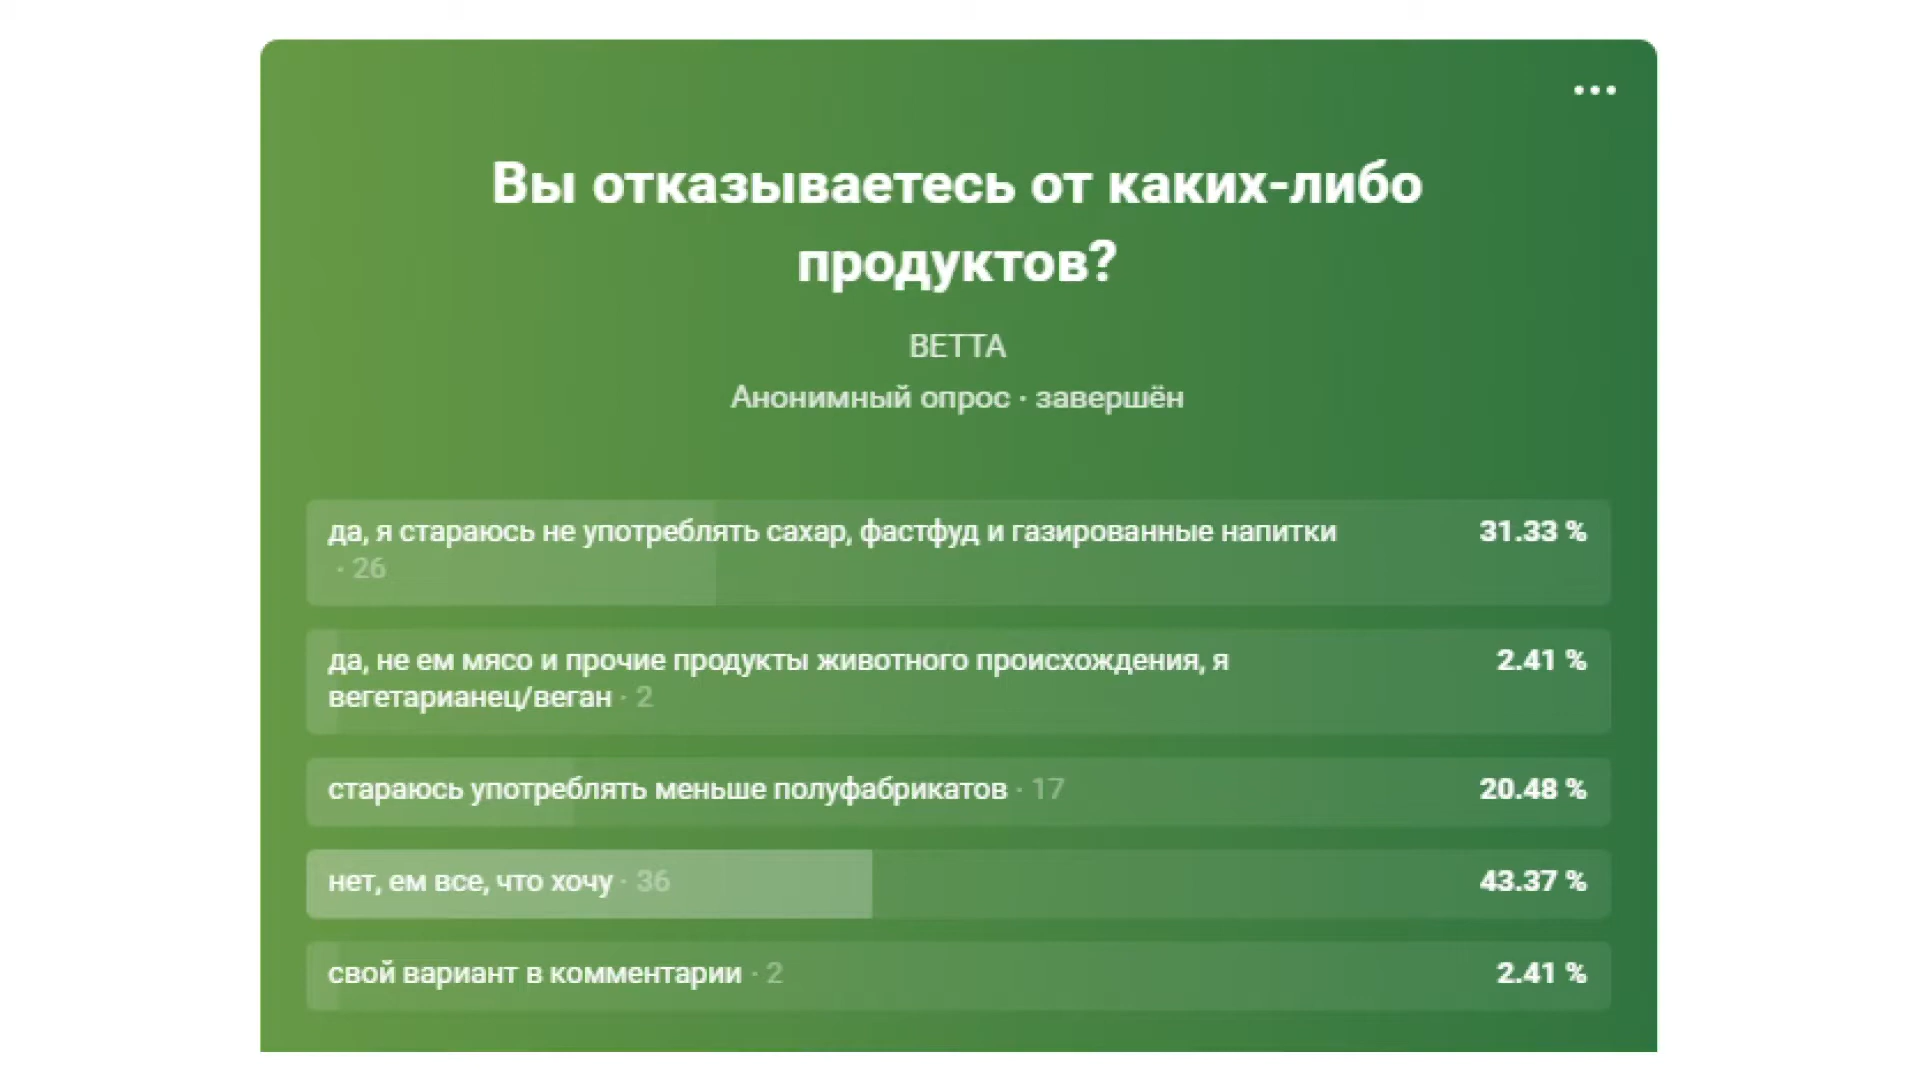 Вы отказываетесь от каких-либо
продуктов?
ВЕТТА
Анонимный опрос · завершён
да, я стараюсь не употреблять сахар, фастфуд и газированные напитки 31.33 %
· 26
да, не ем мясо и прочие продукты животного происхождения, я 2.41 %
вегетарианец/веган · 2
стараюсь употреблять меньше полуфабрикатов · 17 20.48 %
нет, ем все, что хочу · 36 43.37 %
свой вариант в комментарии · 2 2.41 %